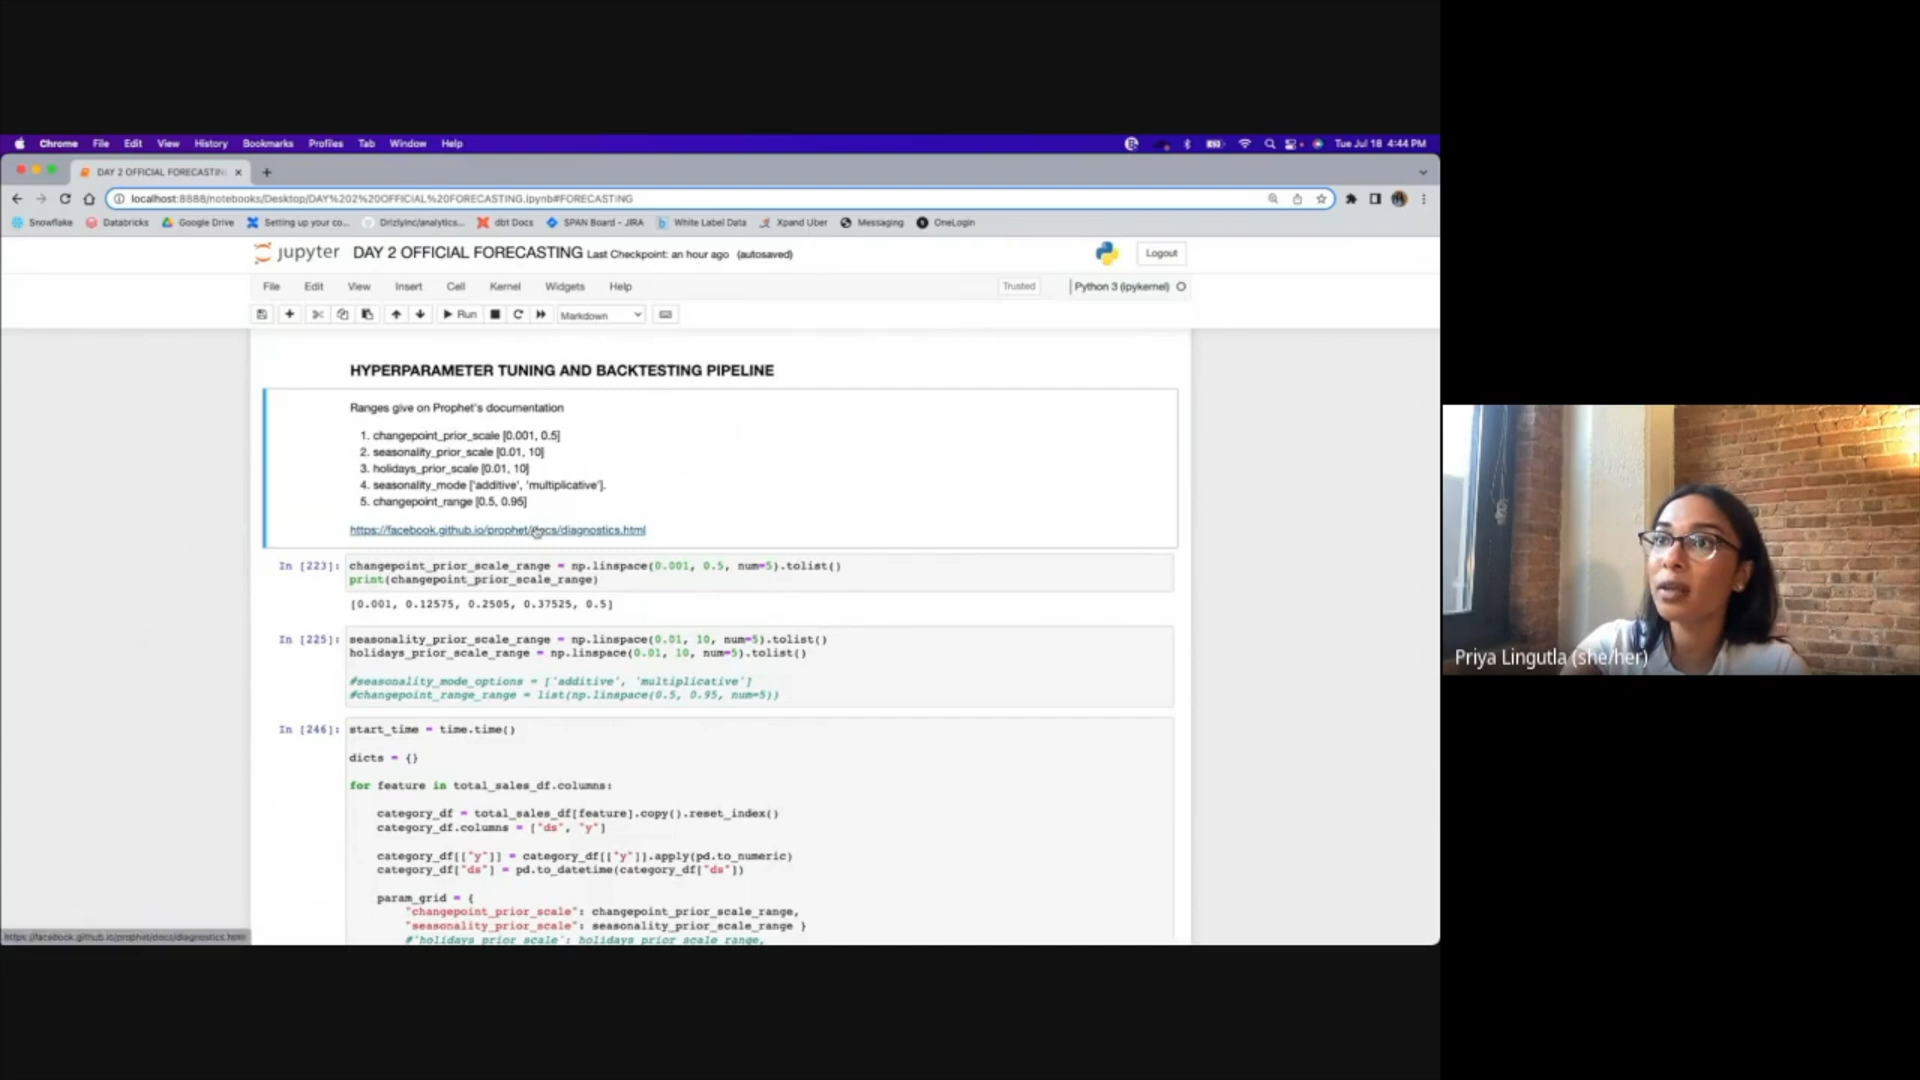 Chrome File Edit View History Bookmarks Profiles Tab Window Help
Tue Jul 18 4:44 PM
DAY 2 OFFICIAL FORECASTIN
localhost:8888/notebooks/Desktop/DAY%202%20OFFICIAL%20FORECASTING.ipynb#FORECASTING
Snowflake Databricks Google Drive Setting up your co... DrizlyInc/analytics... dbt Docs SPAN Board - JIRA White Label Data Xpand Uber Messaging OneLogin
jupyter DAY 2 OFFICIAL FORECASTING Last Checkpoint: an hour ago (autosaved)
Logout
File Edit View Insert Cell Kernel Widgets Help
Trusted
Python 3 (ipykernel)
Run
Markdown
HYPERPARAMETER TUNING AND BACKTESTING PIPELINE
Ranges give on Prophet's documentation
1. changepoint_prior_scale [0.001, 0.5]
2. seasonality_prior_scale [0.01, 10]
3. holidays_prior_scale [0.01, 10]
4. seasonality_mode ['additive', 'multiplicative'].
5. changepoint_range [0.5, 0.95]
https://facebook.github.io/prophet/docs/diagnostics.html
In [223]: changepoint_prior_scale_range = np.linspace(0.001, 0.5, num=5).tolist()
print(changepoint_prior_scale_range)
[0.001, 0.12575, 0.2505, 0.37525, 0.5]
In [225]: seasonality_prior_scale_range = np.linspace(0.01, 10, num=5).tolist()
holidays_prior_scale_range = np.linspace(0.01, 10, num=5).tolist()
#seasonality_mode_options = ['additive', 'multiplicative']
#changepoint_range_range = list(np.linspace(0.5, 0.95, num=5))
In [246]: start_time = time.time()
dicts = {}
for feature in total_sales_df.columns:
category_df = total_sales_df[feature].copy().reset_index()
category_df.columns = ["ds", "y"]
category_df[["y"]] = category_df[["y"]].apply(pd.to_numeric)
category_df["ds"] = pd.to_datetime(category_df["ds"])
param_grid = {
"changepoint_prior_scale": changepoint_prior_scale_range,
"seasonality_prior_scale": seasonality_prior_scale_range }
#'holidays_prior_scale': holidays_prior_scale_range,
https://facebook.github.io/prophet/docs/diagnostics.html
Priya Lingutla (she/her)